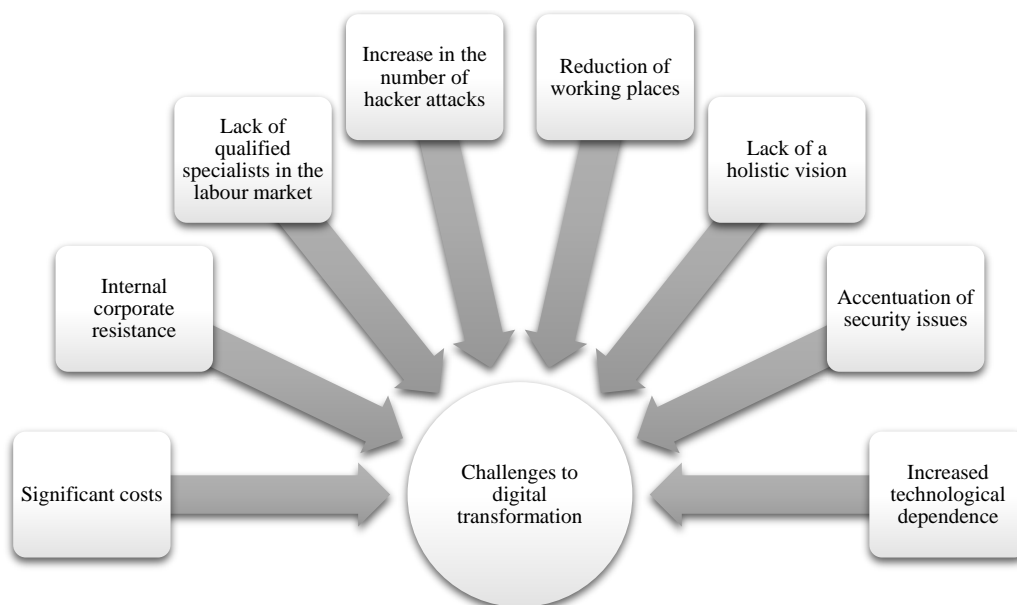 Increase in the
number of
hacker attacks
Reduction of
working places
Lack of
qualified
specialists in the
labour market
Lack of a
holistic vision
Internal
corporate
resistance
Accentuation of
security issues
Significant costs
Challenges to
digital
transformation
Increased
technological
dependence